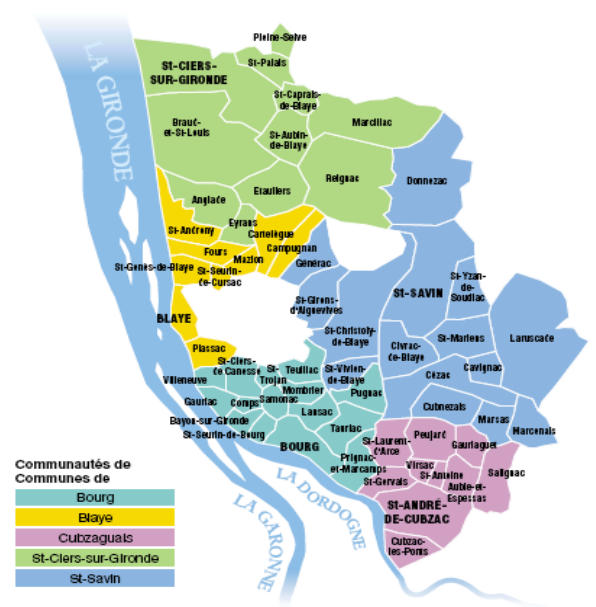 Pleine-Selve
St-CIERS-
SUR-GIRONDE
St-Palais
St-Caprais-
de-Blaye
Braud-
et-St-Louis
Marcillac
St-Aubin-
de-Blaye
LA GIRONDE
Reignac
Donnezac
Etauliers
Anglade
Eyrans
St-Androny
Cartelègue
Campugnan
Fours
Mazion
Générac
St-Genès-de-Blaye
St-Seurin-
de-Cursac
St-Yzan-
de-
Soudiac
St-SAVIN
St-Girons-
d'Aiguevives
BLAYE
St-Christoly-
de-Blaye
St-Mariens
Laruscade
Civrac-
de-Blaye
Plassac
St-Ciers-
de Canesse
St-
Trojan
Teuillac
St-Vivien-
de-Blaye
Cézac
Cavignac
Villeneuve
Mombrier
Pugnac
Gauriac
Comps
Samonac
Lansac
Cubnezais
Marsas
Marcenais
Bayon-sur-Gironde
St-Seurin-de-Bourg
Tauriac
BOURG
St-Laurent-
d'Arce
Peujard
Gauriaguet
Prignac-
et-Marcamps
Virsac
St-Antoine
Salignac
St-Gervais
Aubie-et-
Espessas
St-ANDRÉ-
DE-CUBZAC
Cubzac-
les-Ponts
LA DORDOGNE
LA GARONNE
Communautés de
Communes de
Bourg
Blaye
Cubzaguais
St-Ciers-sur-Gironde
St-Savin